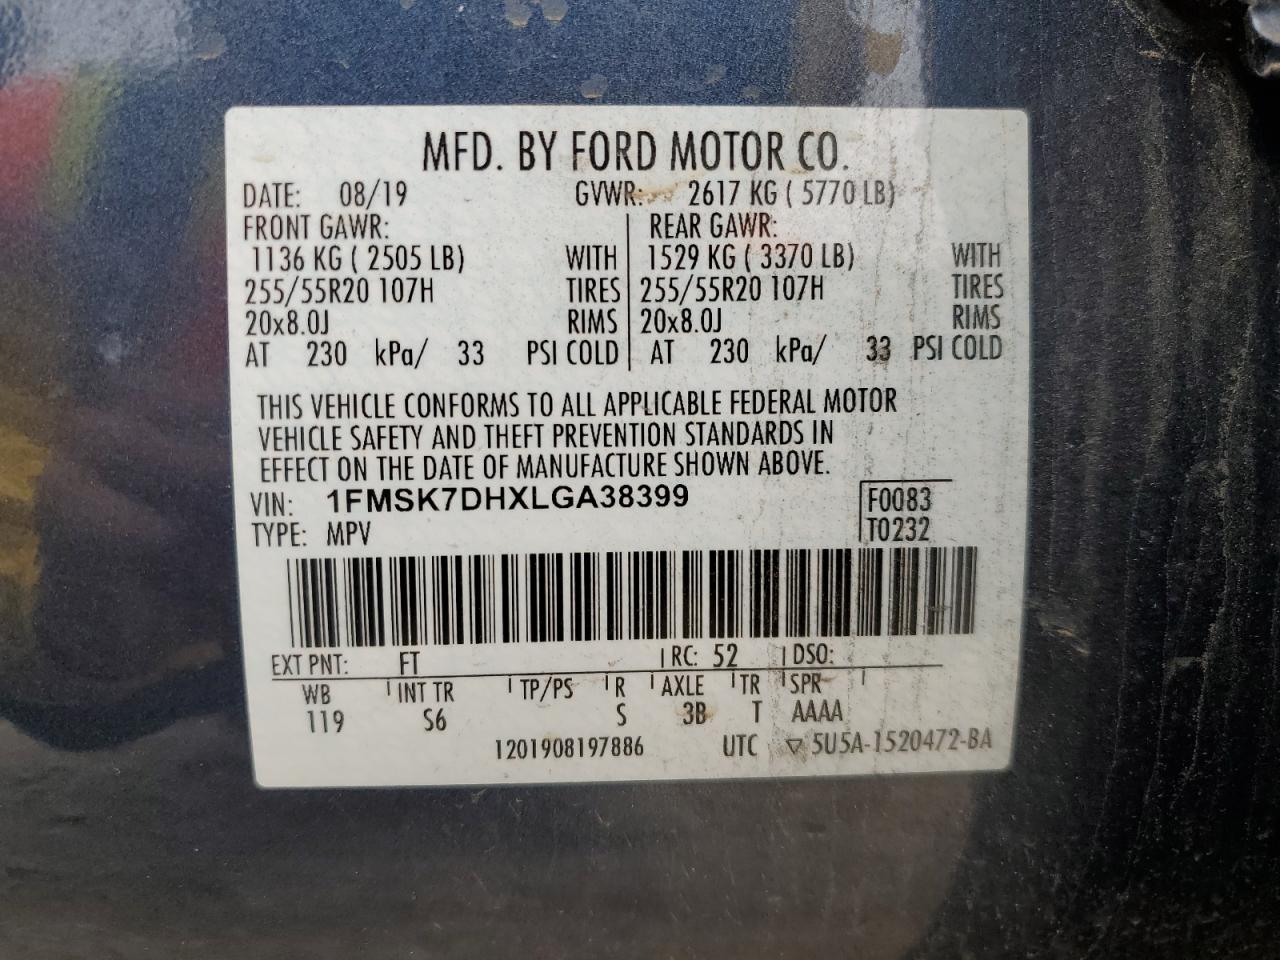 MFD. BY FORD MOTOR CO.
DATE: 08/19 GVWR: 2617 KG ( 5770 LB)
FRONT GAWR: REAR GAWR:
1136 KG ( 2505 LB) WITH 1529 KG ( 3370 LB) WITH
255/55R20 107H TIRES 255/55R20 107H TIRES
20x8.0J RIMS 20x8.0J RIMS
AT 230 kPa/ 33 PSI COLD AT 230 kPa/ 33 PSI COLD
THIS VEHICLE CONFORMS TO ALL APPLICABLE FEDERAL MOTOR
VEHICLE SAFETY AND THEFT PREVENTION STANDARDS IN
EFFECT ON THE DATE OF MANUFACTURE SHOWN ABOVE.
VIN: 1FMSK7DHXLGA38399 F0083
TYPE: MPV T0232
EXT PNT: FT RC: 52 DSO:
WB INT TR TP/PS R AXLE TR SPR
119 S6 S 3B T AAAA
1201908197886 UTC ▽ 5U5A-1520472-BA